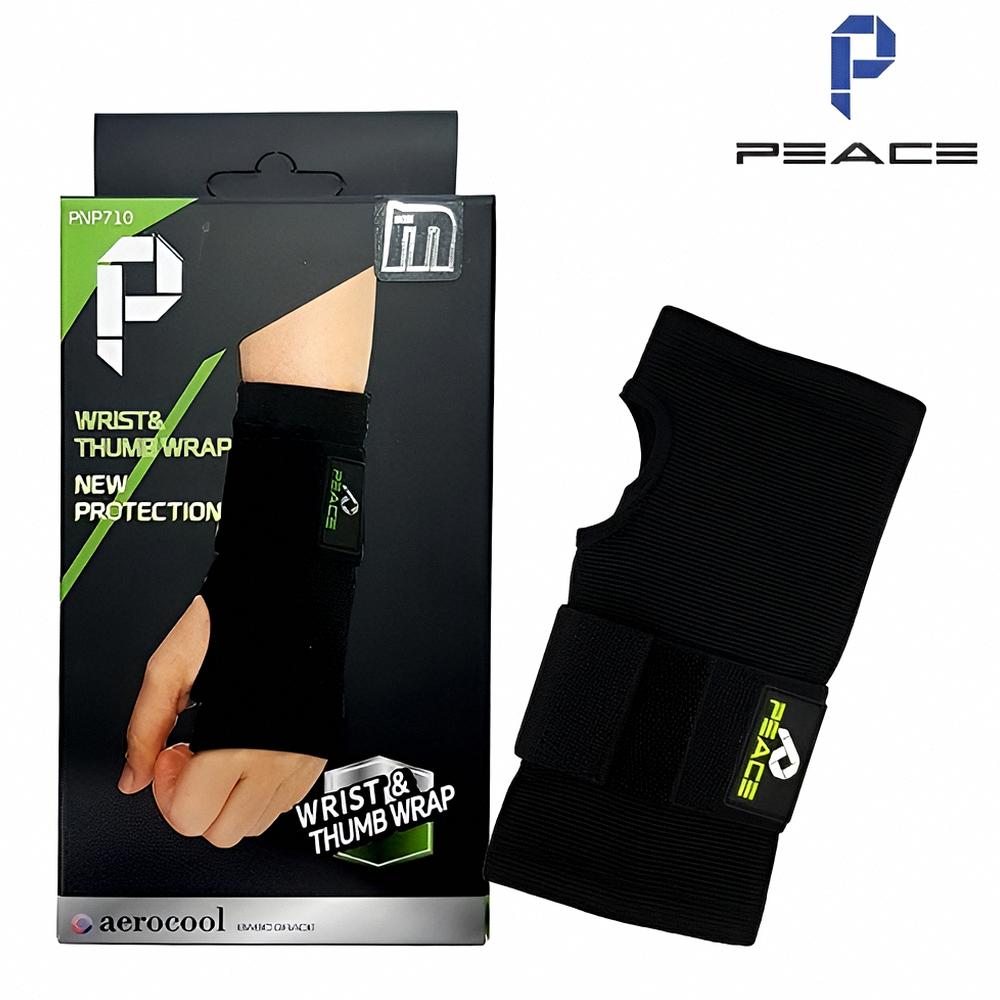 PEACE
PNP710
WRIST&
THUMB WRAP
NEW
PROTECTION
PEACE
WRIST &
THUMB WRAP
aerocool
PEACE